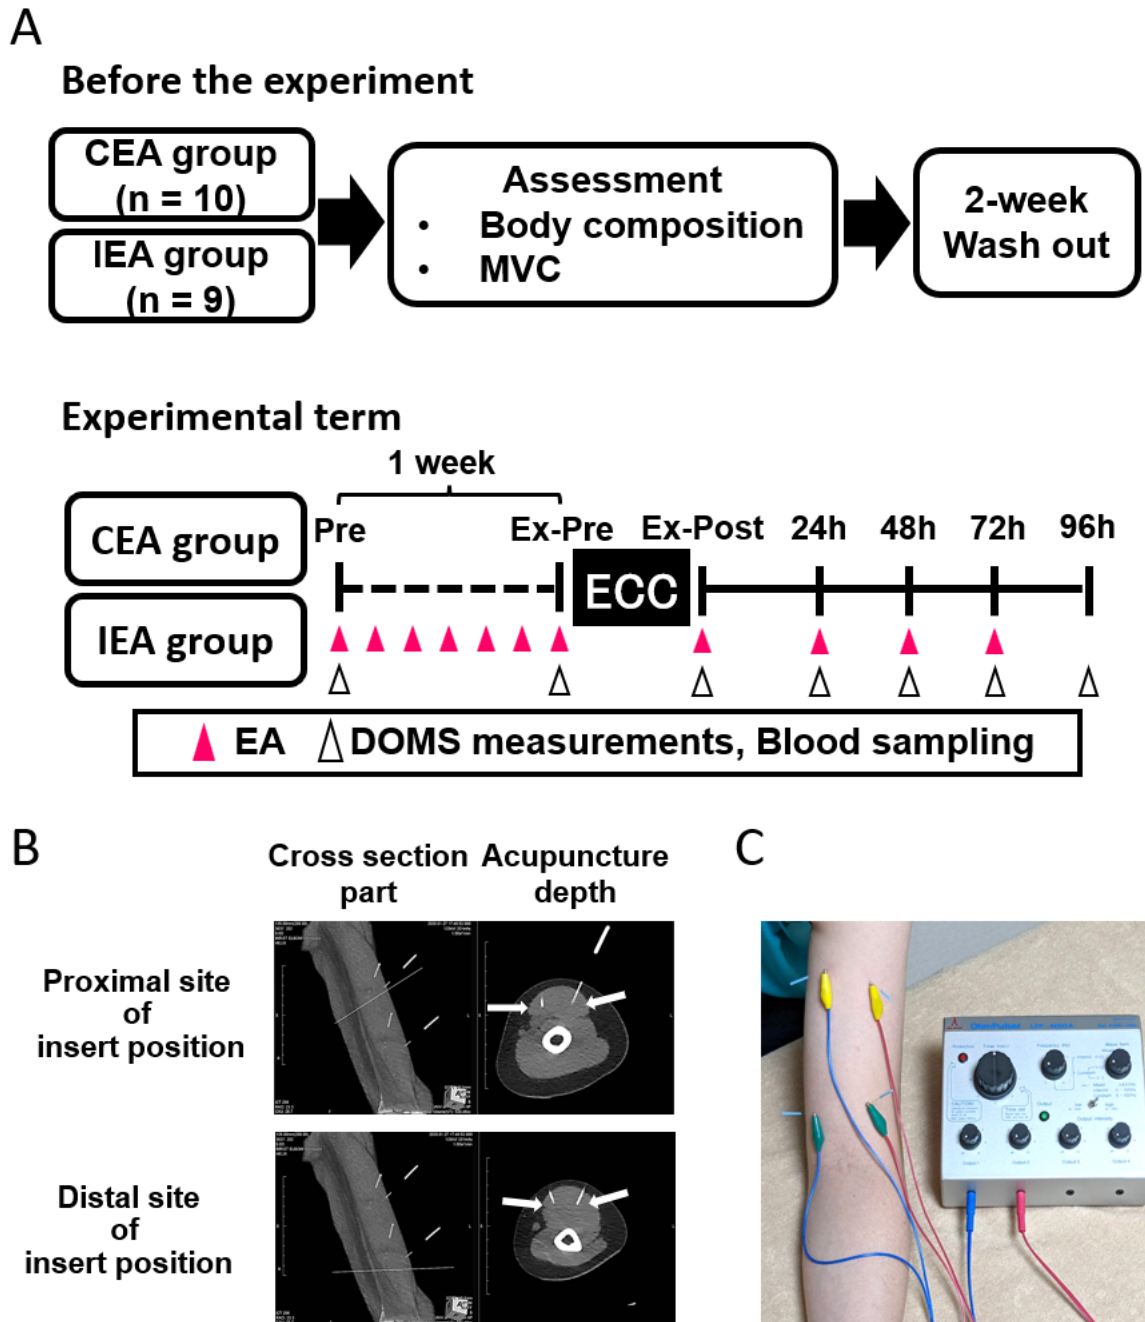 A
Before the experiment
CEA group
(n = 10)
IEA group
(n = 9)
Assessment
• Body composition
• MVC
2-week
Wash out
Experimental term
1 week
CEA group
IEA group
Pre
Ex-Pre
Ex-Post
24h
48h
72h
96h
ECC
EA
DOMS measurements, Blood sampling
B
Cross section
part
Acupuncture
depth
Proximal site
of
insert position
Distal site
of
insert position
C
Output